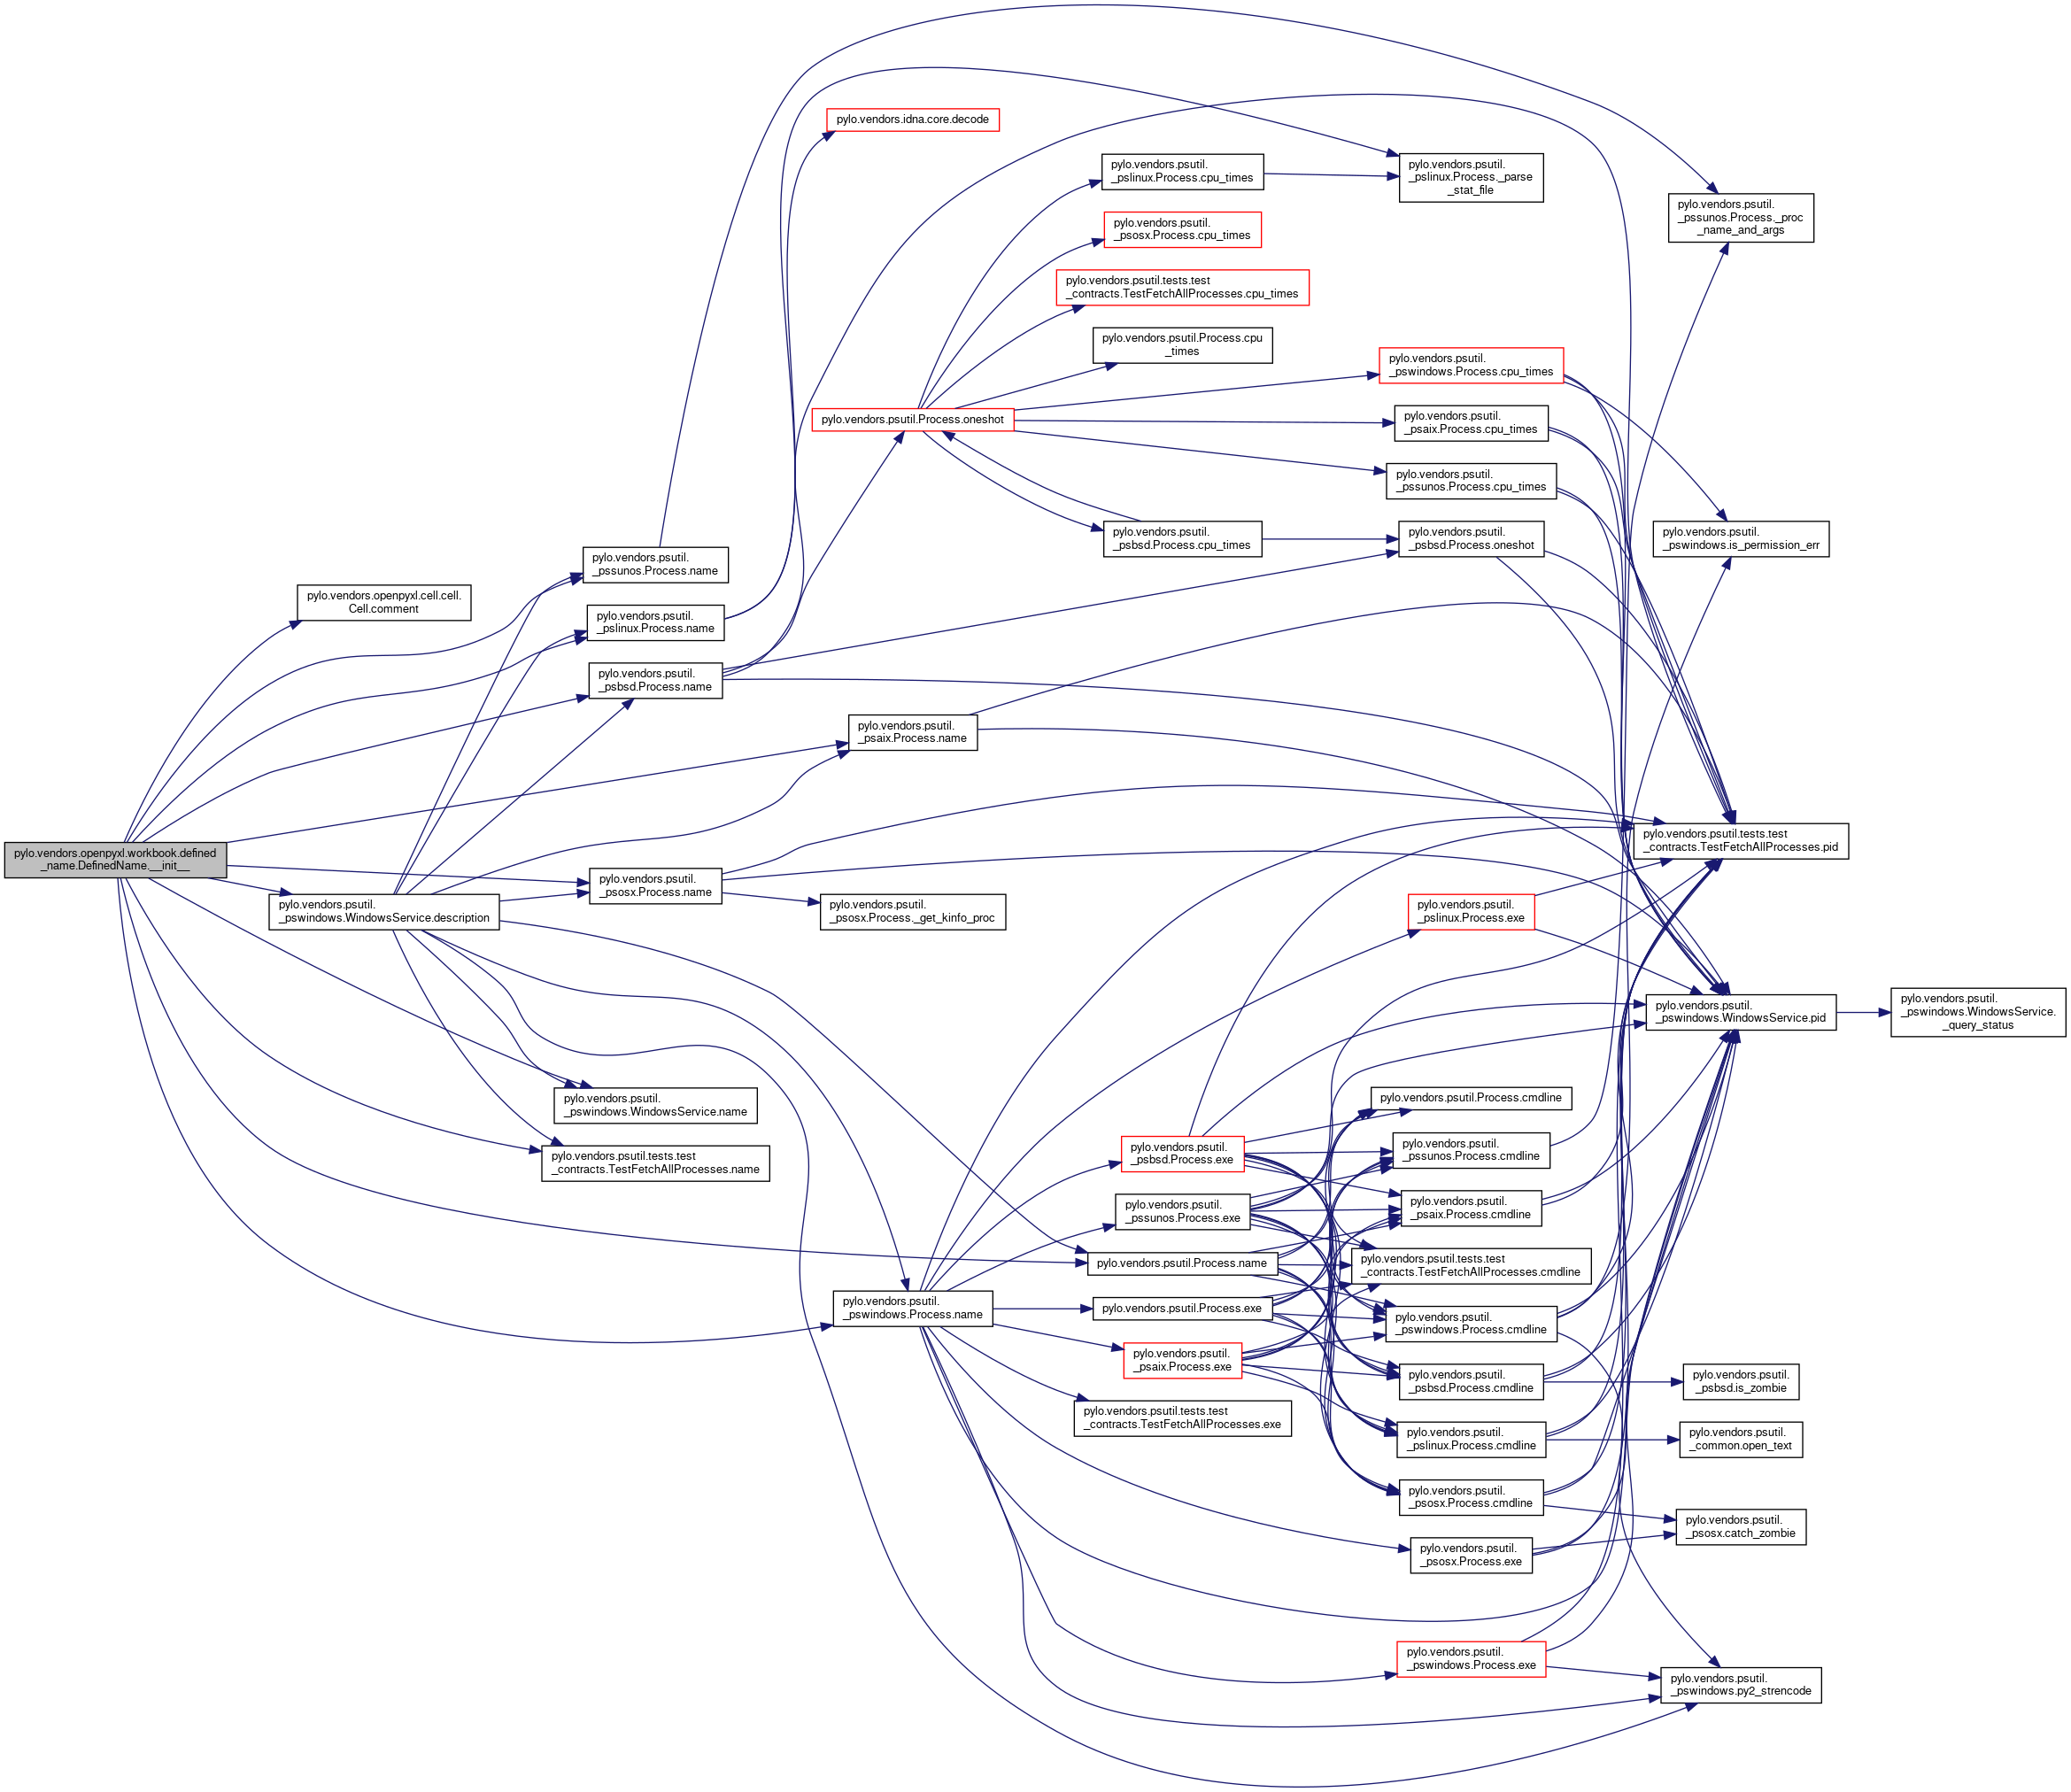 pylo.vendors.openpyxl.workbook.defined
_name.DefinedName.__init__
pylo.vendors.openpyxl.cell.cell.
Cell.comment
pylo.vendors.psutil.
_pswindows.WindowsService.description
pylo.vendors.psutil.
_pssunos.Process.name
pylo.vendors.psutil.
_pslinux.Process.name
pylo.vendors.psutil.
_psbsd.Process.name
pylo.vendors.psutil.
_psosx.Process.name
pylo.vendors.psutil.
_pswindows.WindowsService.name
pylo.vendors.psutil.tests.test
_contracts.TestFetchAllProcesses.name
pylo.vendors.idna.core.decode
pylo.vendors.psutil.Process.oneshot
pylo.vendors.psutil.
_psaix.Process.name
pylo.vendors.psutil.
_psosx.Process._get_kinfo_proc
pylo.vendors.psutil.
_pswindows.Process.name
pylo.vendors.psutil.
_pslinux.Process.cpu_times
pylo.vendors.psutil.
_psosx.Process.cpu_times
pylo.vendors.psutil.tests.test
_contracts.TestFetchAllProcesses.cpu_times
pylo.vendors.psutil.Process.cpu
_times
pylo.vendors.psutil.
_psbsd.Process.cpu_times
pylo.vendors.psutil.
_psbsd.Process.exe
pylo.vendors.psutil.
_pssunos.Process.exe
pylo.vendors.psutil.Process.name
pylo.vendors.psutil.Process.exe
pylo.vendors.psutil.
_psaix.Process.exe
pylo.vendors.psutil.tests.test
_contracts.TestFetchAllProcesses.exe
pylo.vendors.psutil.
_pslinux.Process._parse
_stat_file
pylo.vendors.psutil.
_pswindows.Process.cpu_times
pylo.vendors.psutil.
_psaix.Process.cpu_times
pylo.vendors.psutil.
_pssunos.Process.cpu_times
pylo.vendors.psutil.
_psbsd.Process.oneshot
pylo.vendors.psutil.
_pslinux.Process.exe
pylo.vendors.psutil.Process.cmdline
pylo.vendors.psutil.
_pssunos.Process.cmdline
pylo.vendors.psutil.
_psaix.Process.cmdline
pylo.vendors.psutil.tests.test
_contracts.TestFetchAllProcesses.cmdline
pylo.vendors.psutil.
_pswindows.Process.cmdline
pylo.vendors.psutil.
_psbsd.Process.cmdline
pylo.vendors.psutil.
_pslinux.Process.cmdline
pylo.vendors.psutil.
_psosx.Process.cmdline
pylo.vendors.psutil.
_psosx.Process.exe
pylo.vendors.psutil.
_pswindows.Process.exe
pylo.vendors.psutil.
_pssunos.Process._proc
_name_and_args
pylo.vendors.psutil.
_pswindows.is_permission_err
pylo.vendors.psutil.tests.test
_contracts.TestFetchAllProcesses.pid
pylo.vendors.psutil.
_pswindows.WindowsService.pid
pylo.vendors.psutil.
_psbsd.is_zombie
pylo.vendors.psutil.
_common.open_text
pylo.vendors.psutil.
_psosx.catch_zombie
pylo.vendors.psutil.
_pswindows.py2_strencode
pylo.vendors.psutil.
_pswindows.WindowsService.
_query_status